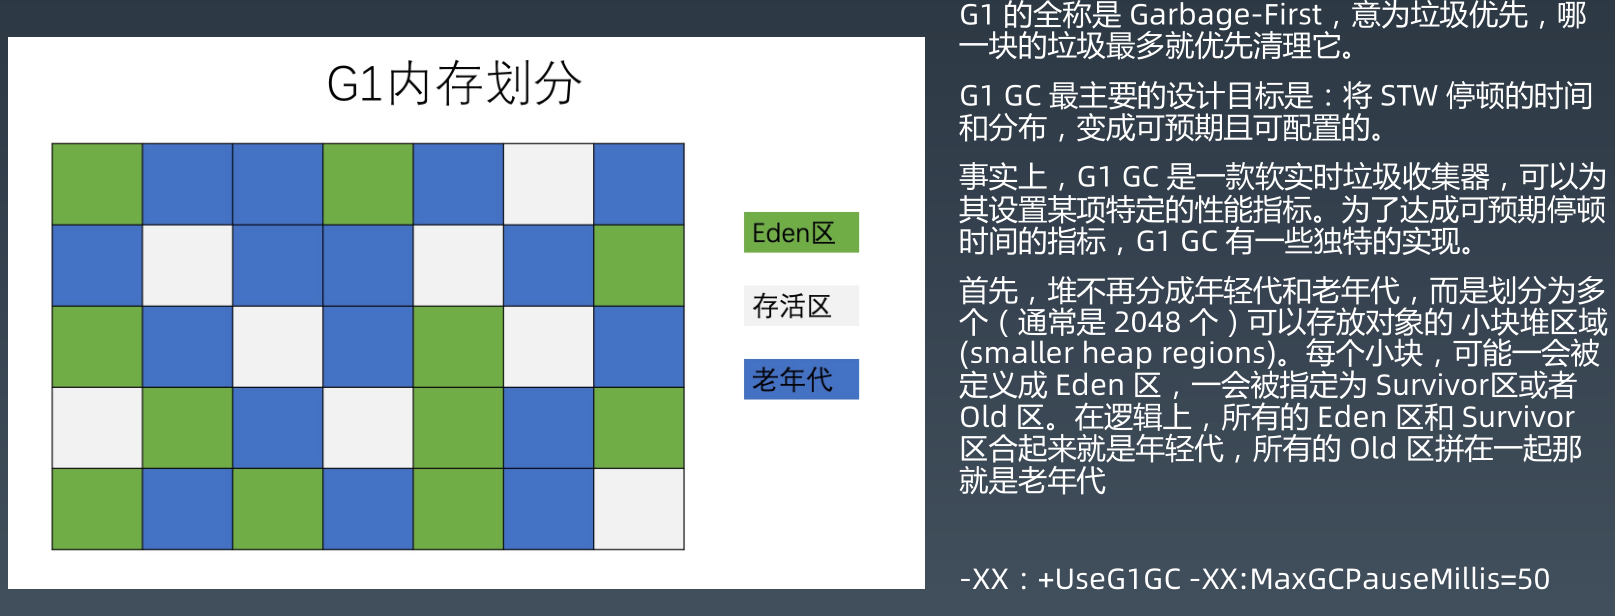 G1内存划分
Eden区
存活区
老年代
G1 的全称是 Garbage-First，意为垃圾优先，哪
一块的垃圾最多就优先清理它。
G1 GC 最主要的设计目标是：将 STW 停顿的时间
和分布，变成可预期且可配置的。
事实上，G1 GC 是一款软实时垃圾收集器，可以为
其设置某项特定的性能指标。为了达成可预期停顿
时间的指标，G1 GC 有一些独特的实现。
首先，堆不再分成年轻代和老年代，而是划分为多
个（通常是 2048 个）可以存放对象的 小块堆区域
(smaller heap regions)。每个小块，可能一会被
定义成 Eden 区，一会被指定为 Survivor区或者
Old 区。在逻辑上，所有的 Eden 区和 Survivor
区合起来就是年轻代，所有的 Old 区拼在一起那
就是老年代
-XX：+UseG1GC -XX:MaxGCPauseMillis=50